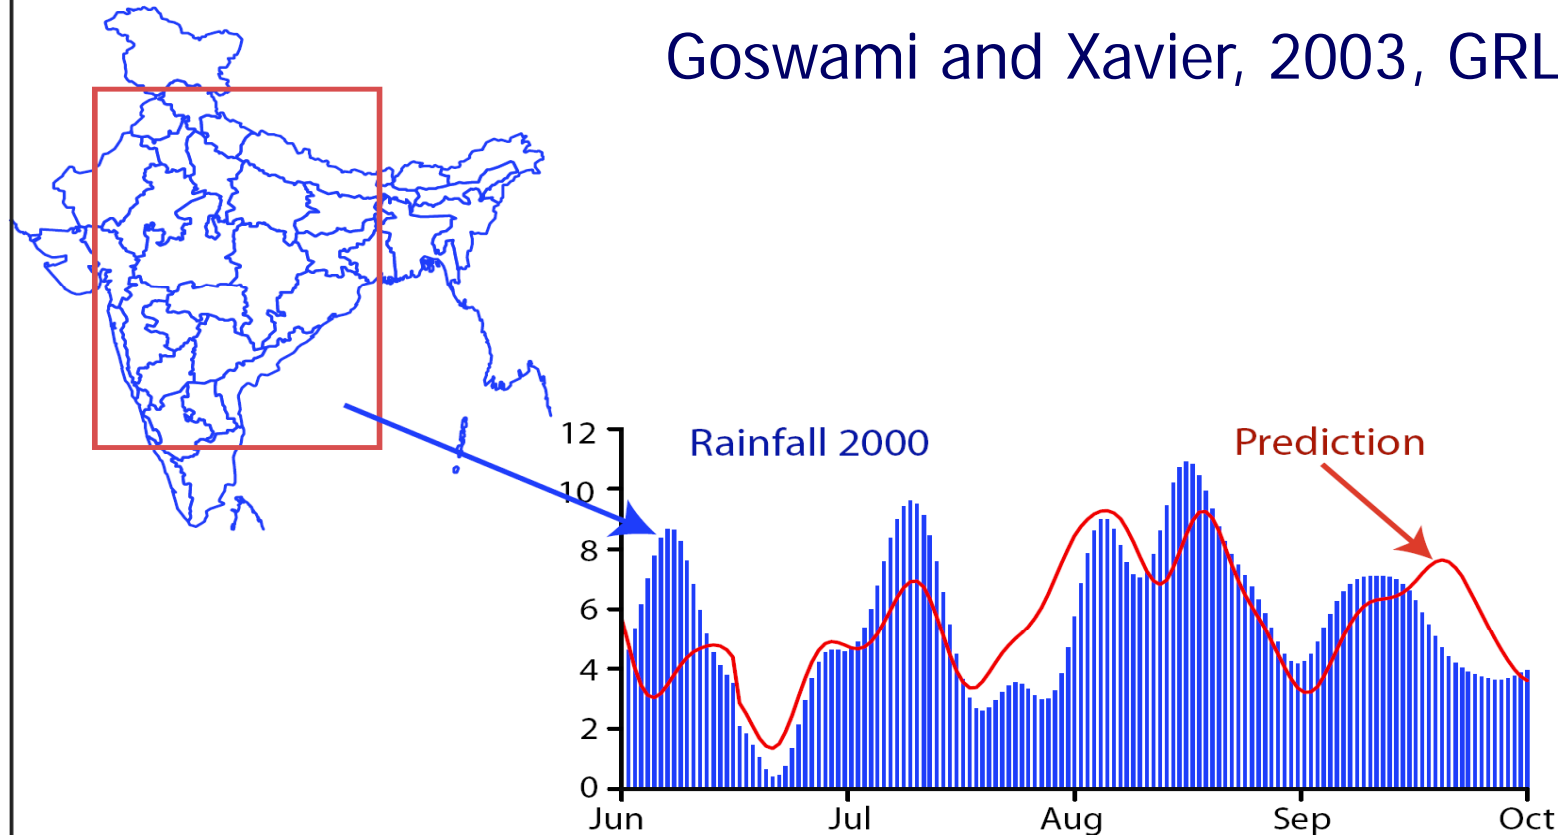 Goswami and Xavier, 2003, GRL
Rainfall 2000
Prediction
12
10
8
6
4
2
0
Jun
Jul
Aug
Sep
Oct